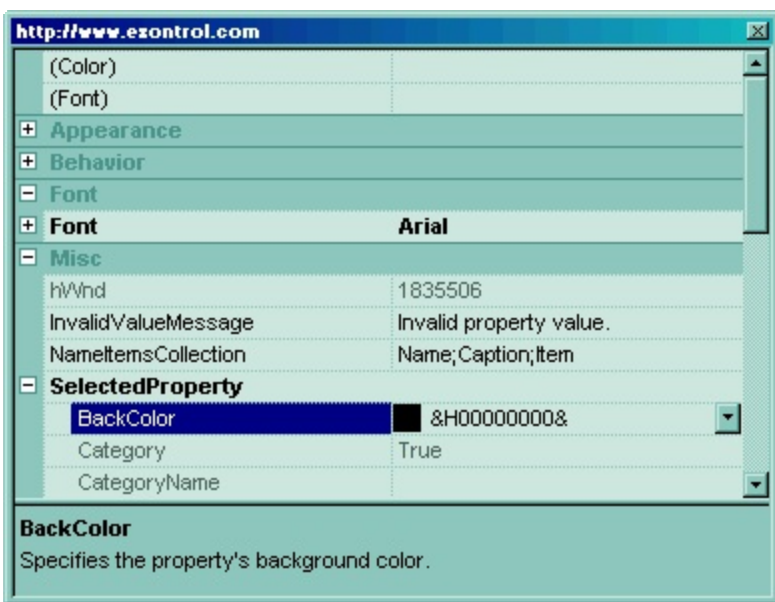 http://www.exontrol.com
(Color)
(Font)
Appearance
Behavior
Font
Font Arial
Misc
hWnd 1835506
InvalidValueMessage Invalid property value.
NameItemsCollection Name;Caption;Item
SelectedProperty
BackColor &H00000000&
Category True
CategoryName
BackColor
Specifies the property's background color.